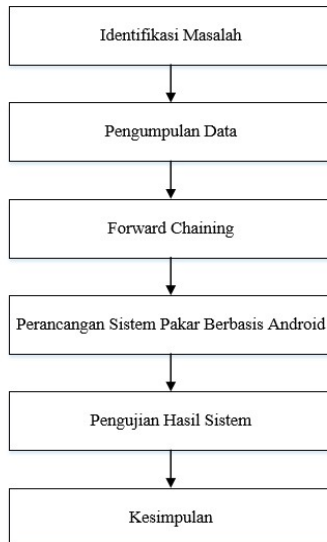 Identifikasi Masalah
Pengumpulan Data
Forward Chaining
Perancangan Sistem Pakar Berbasis Android
Pengujian Hasil Sistem
Kesimpulan